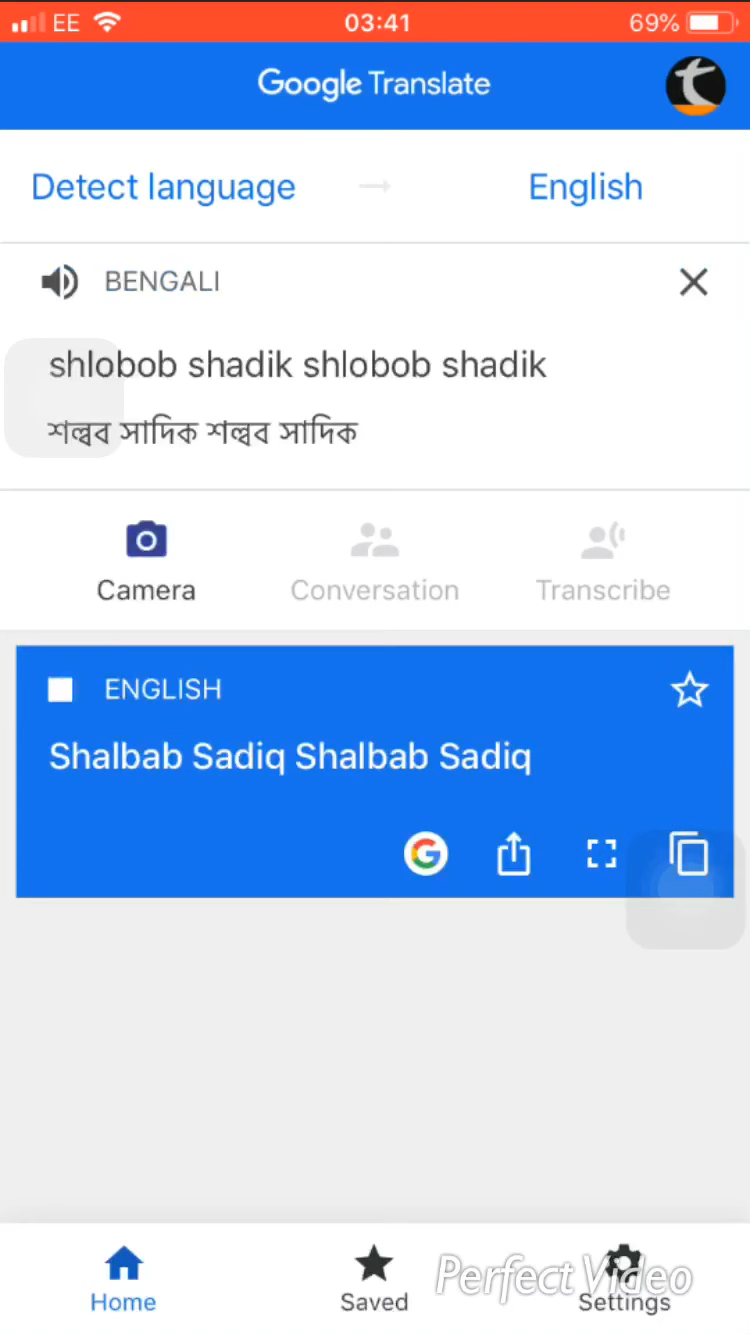 EE 03:41 69%
Google Translate
Detect language → English
BENGALI
shlobob shadik shlobob shadik
শল্বব সাদিক শল্বব সাদিক
Camera Conversation Transcribe
ENGLISH
Shalbab Sadiq Shalbab Sadiq
Perfect Video
Home Saved Settings